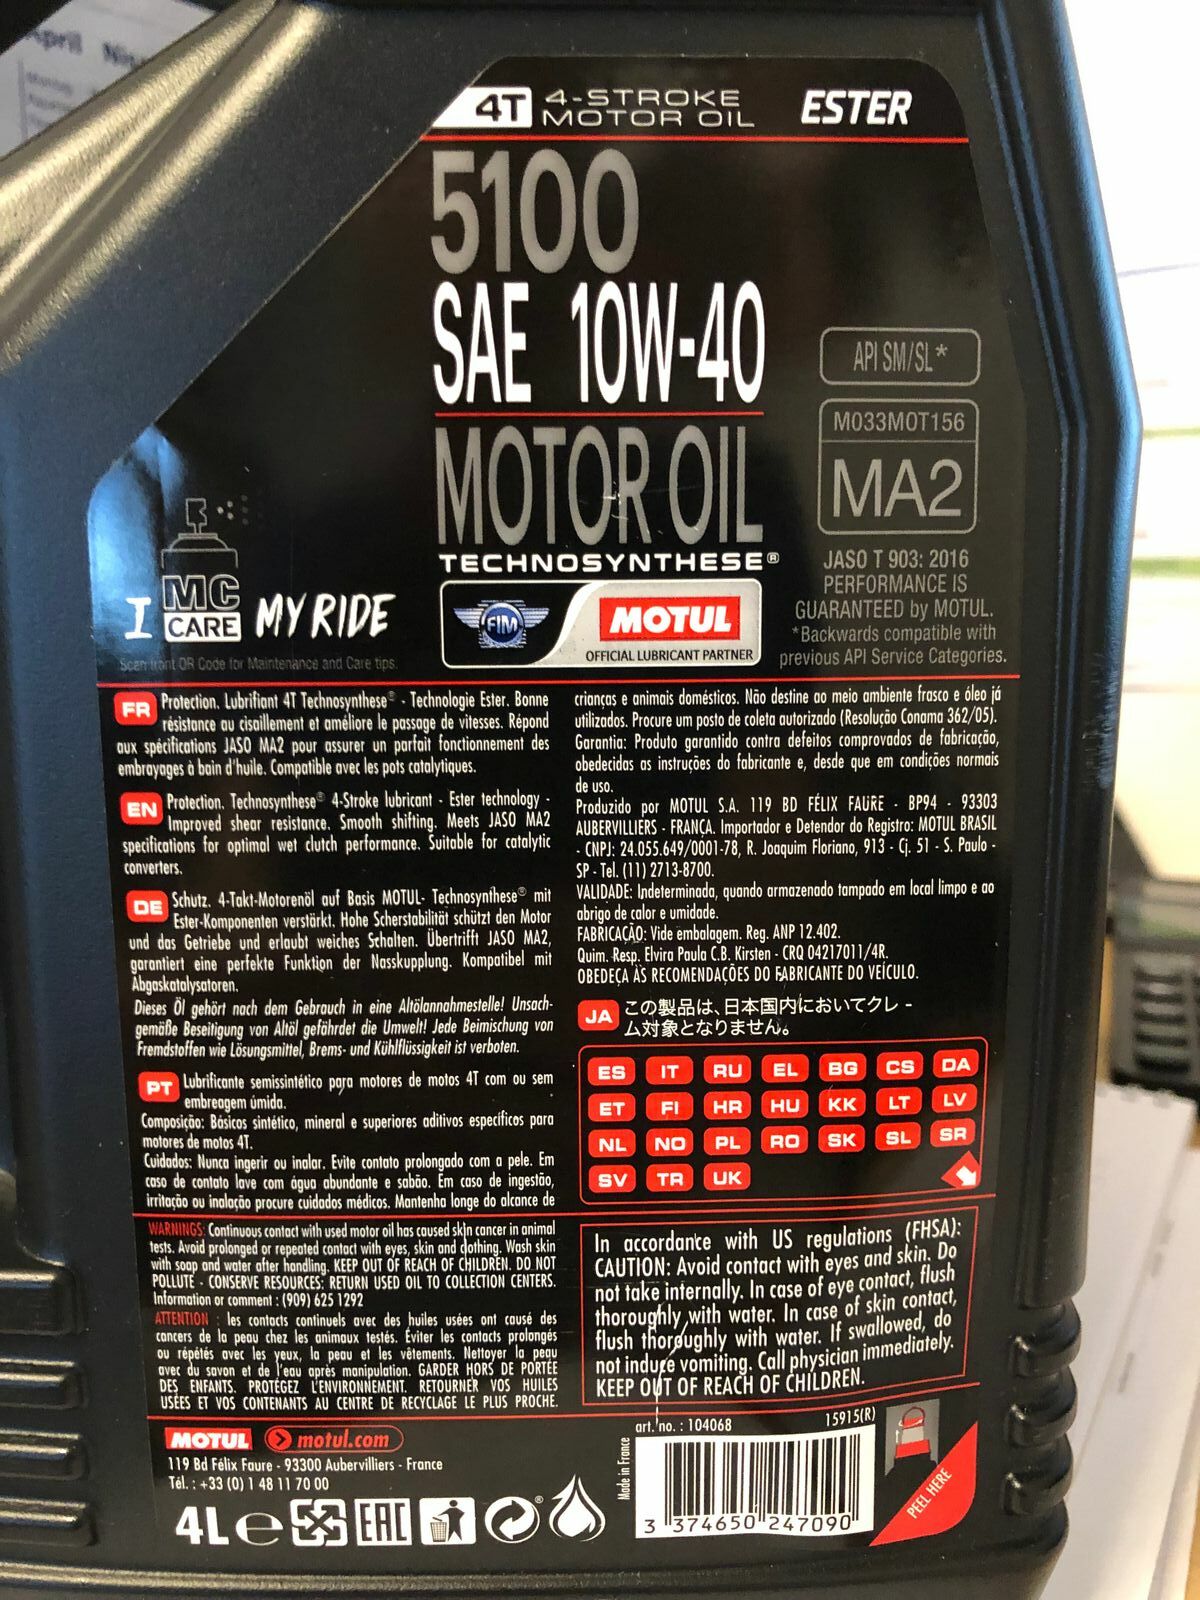 April
4T 4-STROKE
MOTOR OIL
ESTER
5100
SAE 10W-40
MOTOR OIL
TECHNOSYNTHESE®
API SM/SL*
M033MOT156
MA2
JASO T 903: 2016
PERFORMANCE IS
GUARANTEED by MOTUL.
*Backwards compatible with
previous API Service Categories.
I MC CARE MY RIDE
Scan front QR Code for Maintenance and Care tips.
FIM
MOTUL
OFFICIAL LUBRICANT PARTNER
FR Protection. Lubrifiant 4T Technosynthese® - Technologie Ester. Bonne
résistance au cisaillement et améliore le passage de vitesses. Répond
aux spécifications JASO MA2 pour assurer un parfait fonctionnement des
embrayages à bain d'huile. Compatible avec les pots catalytiques.
EN Protection. Technosynthese® 4-Stroke lubricant - Ester technology -
Improved shear resistance. Smooth shifting. Meets JASO MA2
specifications for optimal wet clutch performance. Suitable for catalytic
converters.
DE Schutz. 4-Takt-Motorenöl auf Basis MOTUL- Technosynthese® mit
Ester-Komponenten verstärkt. Hohe Scherstabilität schützt den Motor
und das Getriebe und erlaubt weiches Schalten. Übertrifft JASO MA2,
garantiert eine perfekte Funktion der Nasskupplung. Kompatibel mit
Abgaskatalysatoren.
Dieses Öl gehört nach dem Gebrauch in eine Altölannahmestelle! Unsach-
gemäße Beseitigung von Altöl gefährdet die Umwelt! Jede Beimischung von
Fremdstoffen wie Lösungsmittel, Brems- und Kühlflüssigkeit ist verboten.
PT Lubrificante semissintético para motores de motos 4T com ou sem
embreagem úmida.
Composição: Básicos sintético, mineral e superiores aditivos específicos para
motores de motos 4T.
Cuidados: Nunca ingerir ou inalar. Evite contato prolongado com a pele. Em
caso de contato lave com água abundante e sabão. Em caso de ingestão,
irritação ou inalação procure cuidados médicos. Mantenha longe do alcance de
crianças e animais domésticos. Não destine ao meio ambiente frasco e óleo já
utilizados. Procure um posto de coleta autorizado (Resolução Conama 362/05).
Garantia: Produto garantido contra defeitos comprovados de fabricação,
obedecidas as instruções do fabricante e, desde que em condições normais
de uso.
Produzido por MOTUL S.A. 119 BD FÉLIX FAURE - BP94 - 93303
AUBERVILLIERS - FRANÇA. Importador e Detendor do Registro: MOTUL BRASIL
- CNPJ: 24.055.649/0001-78, R. Joaquim Floriano, 913 - Cj. 51 - S. Paulo -
SP - Tel. (11) 2713-8700.
VALIDADE: Indeterminada, quando armazenado tampado em local limpo e ao
abrigo de calor e umidade.
FABRICAÇÃO: Vide embalagem. Reg. ANP 12.402.
Quim. Resp. Elvira Paula C.B. Kirsten - CRQ 04217011/4R.
OBEDEÇA ÀS RECOMENDAÇÕES DO FABRICANTE DO VEÍCULO.
JA この製品は、日本国内においてクレー
ム対象となりません。
ES IT RU EL BG CS DA
ET FI HR HU KK LT LV
NL NO PL RO SK SL SR
SV TR UK
WARNINGS: Continuous contact with used motor oil has caused skin cancer in animal
tests. Avoid prolonged or repeated contact with eyes, skin and clothing. Wash skin
with soap and water after handling. KEEP OUT OF REACH OF CHILDREN. DO NOT
POLLUTE - CONSERVE RESOURCES: RETURN USED OIL TO COLLECTION CENTERS.
Information or comment : (909) 625 1292
ATTENTION : les contacts continuels avec des huiles usées ont causé des
cancers de la peau chez les animaux testés. Éviter les contacts prolongés
ou répétés avec les yeux, la peau et les vêtements. Nettoyer la peau
avec du savon et de l'eau après manipulation. GARDER HORS DE PORTÉE
DES ENFANTS. PROTÉGEZ L'ENVIRONNEMENT. RETOURNER VOS HUILES
USÉES ET VOS CONTENANTS AU CENTRE DE RECYCLAGE LE PLUS PROCHE.
In accordance with US regulations (FHSA):
CAUTION: Avoid contact with eyes and skin. Do
not take internally. In case of eye contact, flush
thoroughly with water. In case of skin contact,
flush thoroughly with water. If swallowed, do
not induce vomiting. Call physician immediately.
KEEP OUT OF REACH OF CHILDREN.
MOTUL motul.com
119 Bd Félix Faure - 93300 Aubervilliers - France
Tél. : +33 (0) 1 48 11 70 00
4L e EAC
art. no. : 104068
15915(R)
Made in France
3 374650 247090
PEEL HERE